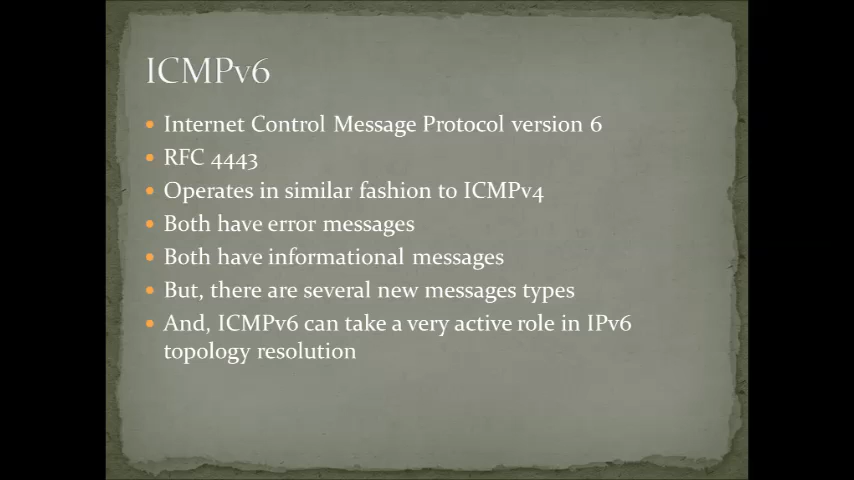 ICMPv6
Internet Control Message Protocol version 6
RFC 4443
Operates in similar fashion to ICMPv4
Both have error messages
Both have informational messages
But, there are several new messages types
And, ICMPv6 can take a very active role in IPv6
topology resolution